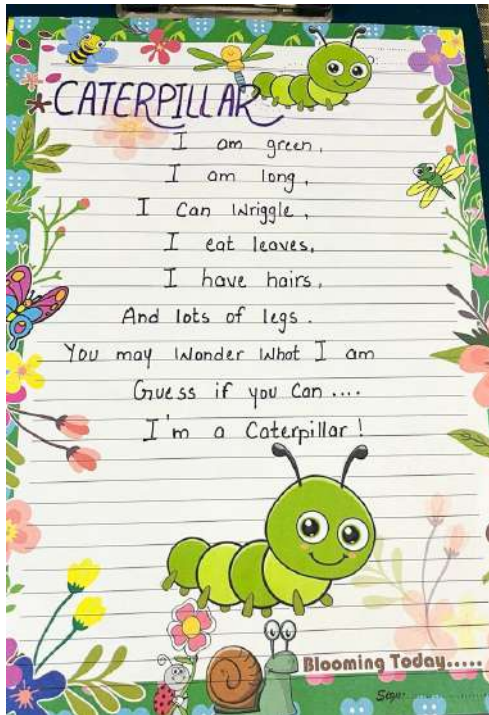 CATERPILLAR
I am green,
I am long,
I Can Wriggle,
I eat leaves,
I have hairs,
And lots of legs.
You may Wonder What I am
Guess if you Can ....
I'm a Caterpillar!
Blooming Today.....